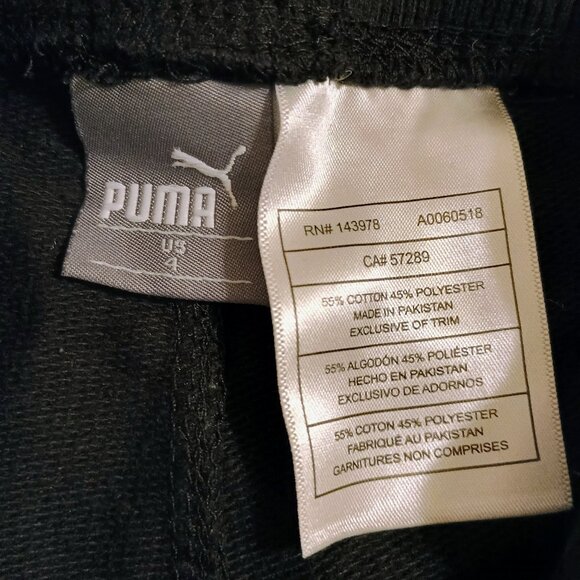 PUMA
US
4
RN# 143978 A0060518
CA# 57289
55% COTTON 45% POLYESTER
MADE IN PAKISTAN
EXCLUSIVE OF TRIM
55% ALGODÓN 45% POLIÉSTER
HECHO EN PAKISTAN
EXCLUSIVO DE ADORNOS
55% COTON 45% POLYESTER
FABRIQUÉ AU PAKISTAN
GARNITURES NON COMPRISES